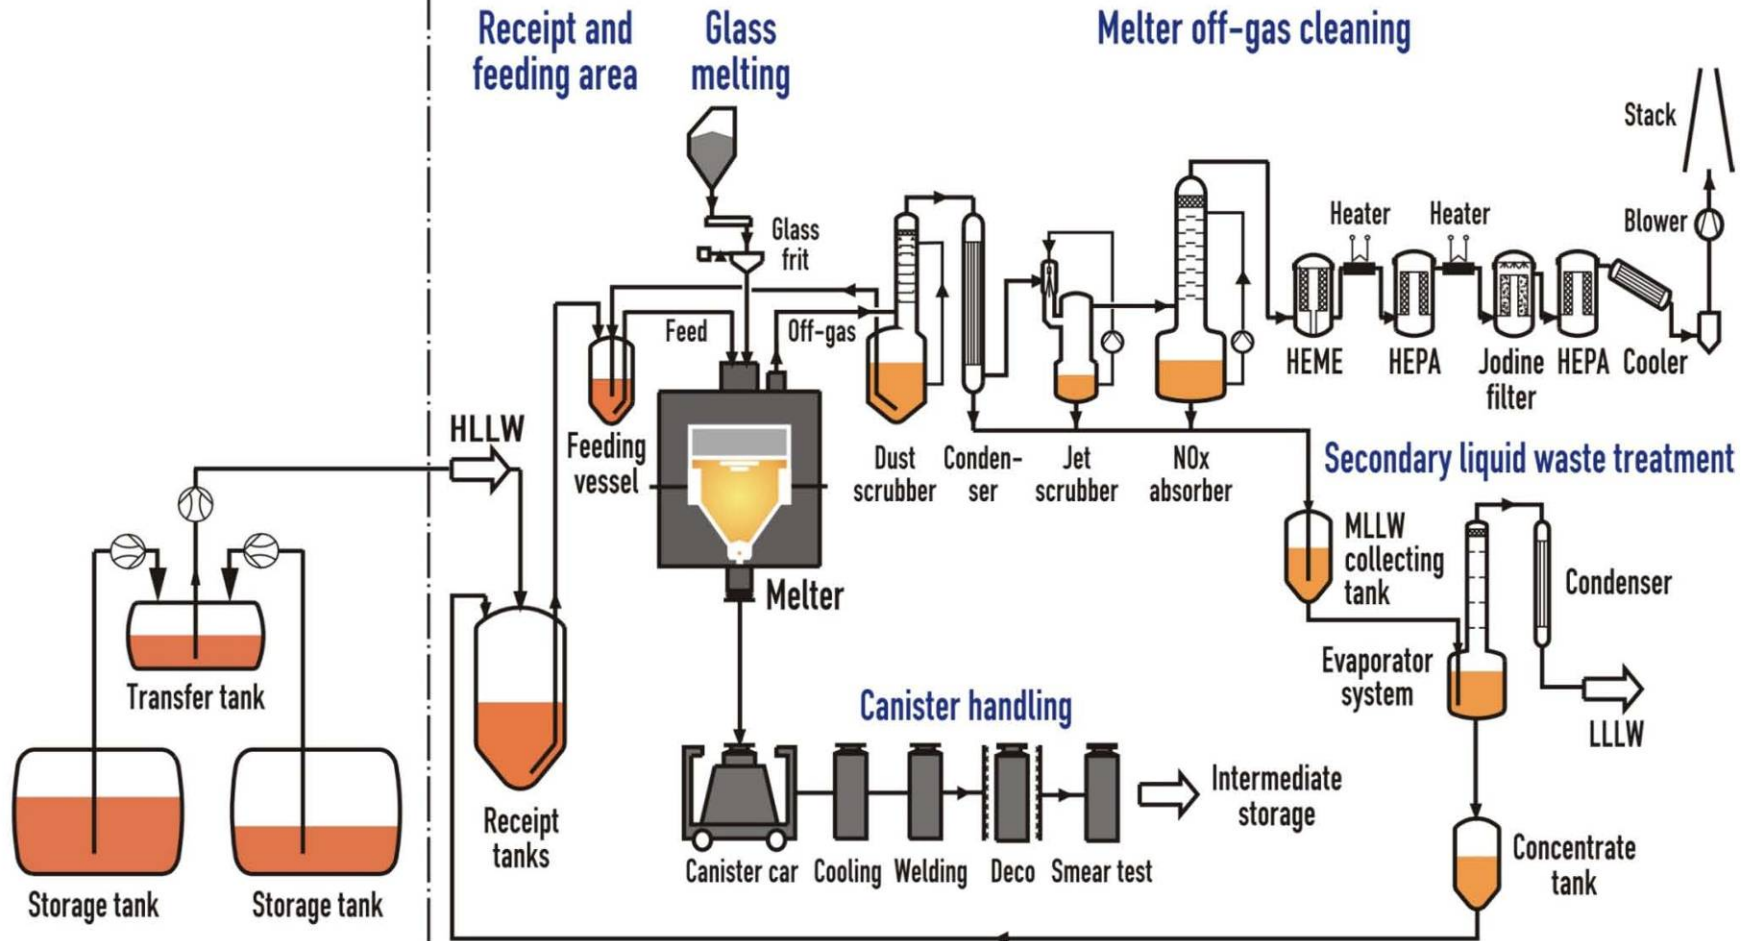 Receipt and
feeding area
Glass
melting
Melter off-gas cleaning
Stack
Blower
Heater
Heater
Glass
frit
Feed
Off-gas
HEME
HEPA
Jodine
filter
HEPA
Cooler
HLLW
Feeding
vessel
Dust
scrubber
Conden-
ser
Jet
scrubber
NOx
absorber
Secondary liquid waste treatment
MLLW
collecting
tank
Condenser
Melter
Evaporator
system
LLLW
Transfer tank
Canister handling
Intermediate
storage
Receipt
tanks
Canister car
Cooling
Welding
Deco
Smear test
Concentrate
tank
Storage tank
Storage tank